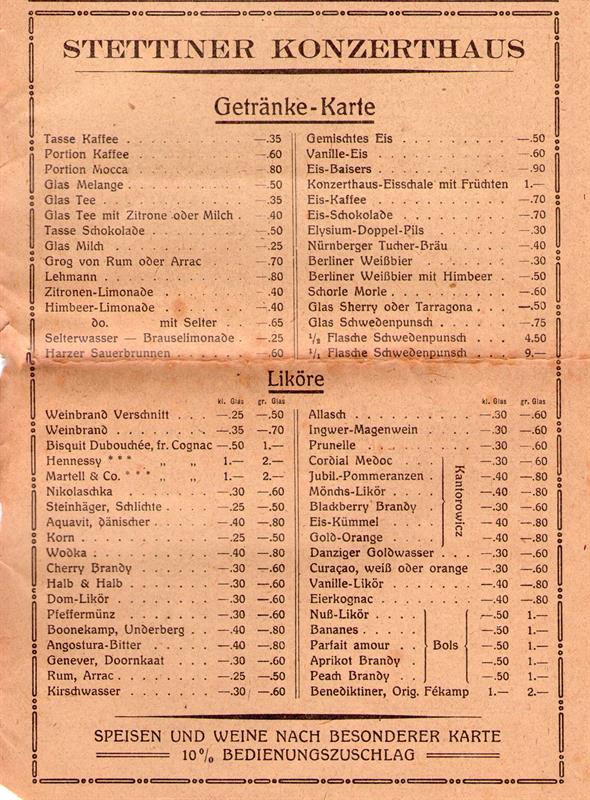 STETTINER KONZERTHAUS
Getränke-Karte
Tasse Kaffee —.35
Portion Kaffee —.60
Portion Mocca —.80
Glas Melange —.50
Glas Tee —.35
Glas Tee mit Zitrone oder Milch —.40
Tasse Schokolade —.50
Glas Milch —.25
Grog von Rum oder Arrac —.70
Lehmann —.80
Zitronen-Limonade —.40
Himbeer-Limonade —.40
do. mit Selter —.65
Selterwasser — Brauselimonade —.25
Harzer Sauerbrunnen —.60
Gemischtes Eis —.50
Vanille-Eis —.60
Eis-Baisers —.90
Konzerthaus-Eisschale mit Früchten 1.—
Eis-Kaffee —.70
Eis-Schokolade —.70
Elysium-Doppel-Pils —.30
Nürnberger Tucher-Bräu —.40
Berliner Weißbier —.50
Berliner Weißbier mit Himbeer —.50
Schorle Morle —.60
Glas Sherry oder Tarragona —.50
Glas Schwedenpunsch —.75
1/2 Flasche Schwedenpunsch 4.50
1/1 Flasche Schwedenpunsch 9.—
Liköre
kl. Glas gr. Glas
Weinbrand Verschnitt —.25 —.50
Weinbrand —.35 —.70
Bisquit Dubouchée, fr. Cognac —.50 1.—
Hennessy * * * „ „ 1.— 2.—
Martell & Co. * * * „ „ 1.— 2.—
Nikolaschka —.30 —.60
Steinhäger, Schlichte —.25 —.50
Aquavit, dänischer —.40 —.80
Korn —.25 —.50
Wodka —.40 —.80
Cherry Brandy —.30 —.60
Halb & Halb —.30 —.60
Dom-Likör —.30 —.60
Pfeffermünz —.30 —.60
Boonekamp, Underberg —.40 —.80
Angostura-Bitter —.40 —.80
Genever, Doornkaat —.30 —.60
Rum, Arrac —.25 —.50
Kirschwasser —.30 —.60
kl. Glas gr. Glas
Allasch —.30 —.60
Ingwer-Magenwein —.30 —.60
Prunelle —.30 —.60
Cordial Medoc —.30 —.60
Jubil.-Pommeranzen —.40 —.80
Mönchs-Likör —.40 —.80
Blackberry Brandy —.30 —.60
Eis-Kümmel —.40 —.80
Gold-Orange —.40 —.80
Kantorowicz
Danziger Goldwasser —.30 —.60
Curaçao, weiß oder orange —.30 —.60
Vanille-Likör —.40 —.80
Eierkognac —.40 —.80
Nuß-Likör —.50 1.—
Bananes —.50 1.—
Parfait amour Bols —.50 1.—
Aprikot Brandy —.50 1.—
Peach Brandy —.50 1.—
Benediktiner, Orig. Fékamp 1.— 2.—
SPEISEN UND WEINE NACH BESONDERER KARTE
10% BEDIENUNGSZUSCHLAG